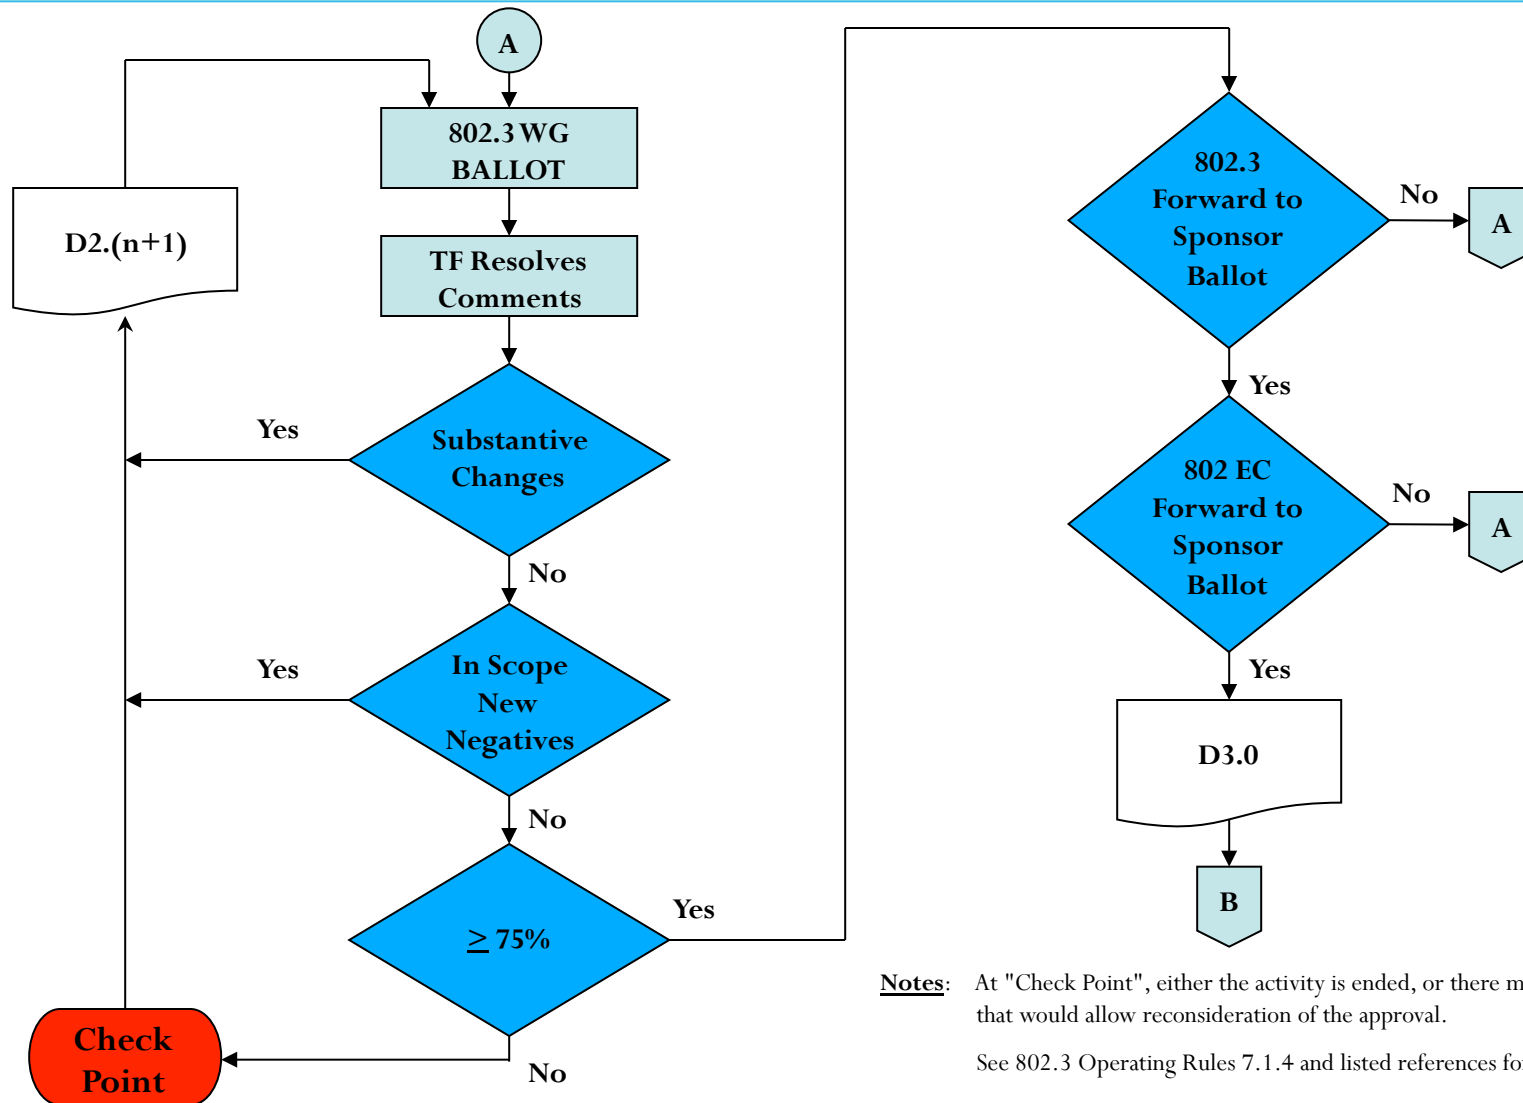 A
802.3 WG
BALLOT
D2.(n+1)
TF Resolves
Comments
Yes
Substantive
Changes
No
Yes
In Scope
New
Negatives
No
≥ 75%
Yes
Check
Point
No
802.3
Forward to
Sponsor
Ballot
No
A
Yes
802 EC
Forward to
Sponsor
Ballot
No
A
Yes
D3.0
B
Notes: At "Check Point", either the activity is ended, or there m
that would allow reconsideration of the approval.
See 802.3 Operating Rules 7.1.4 and listed references fo